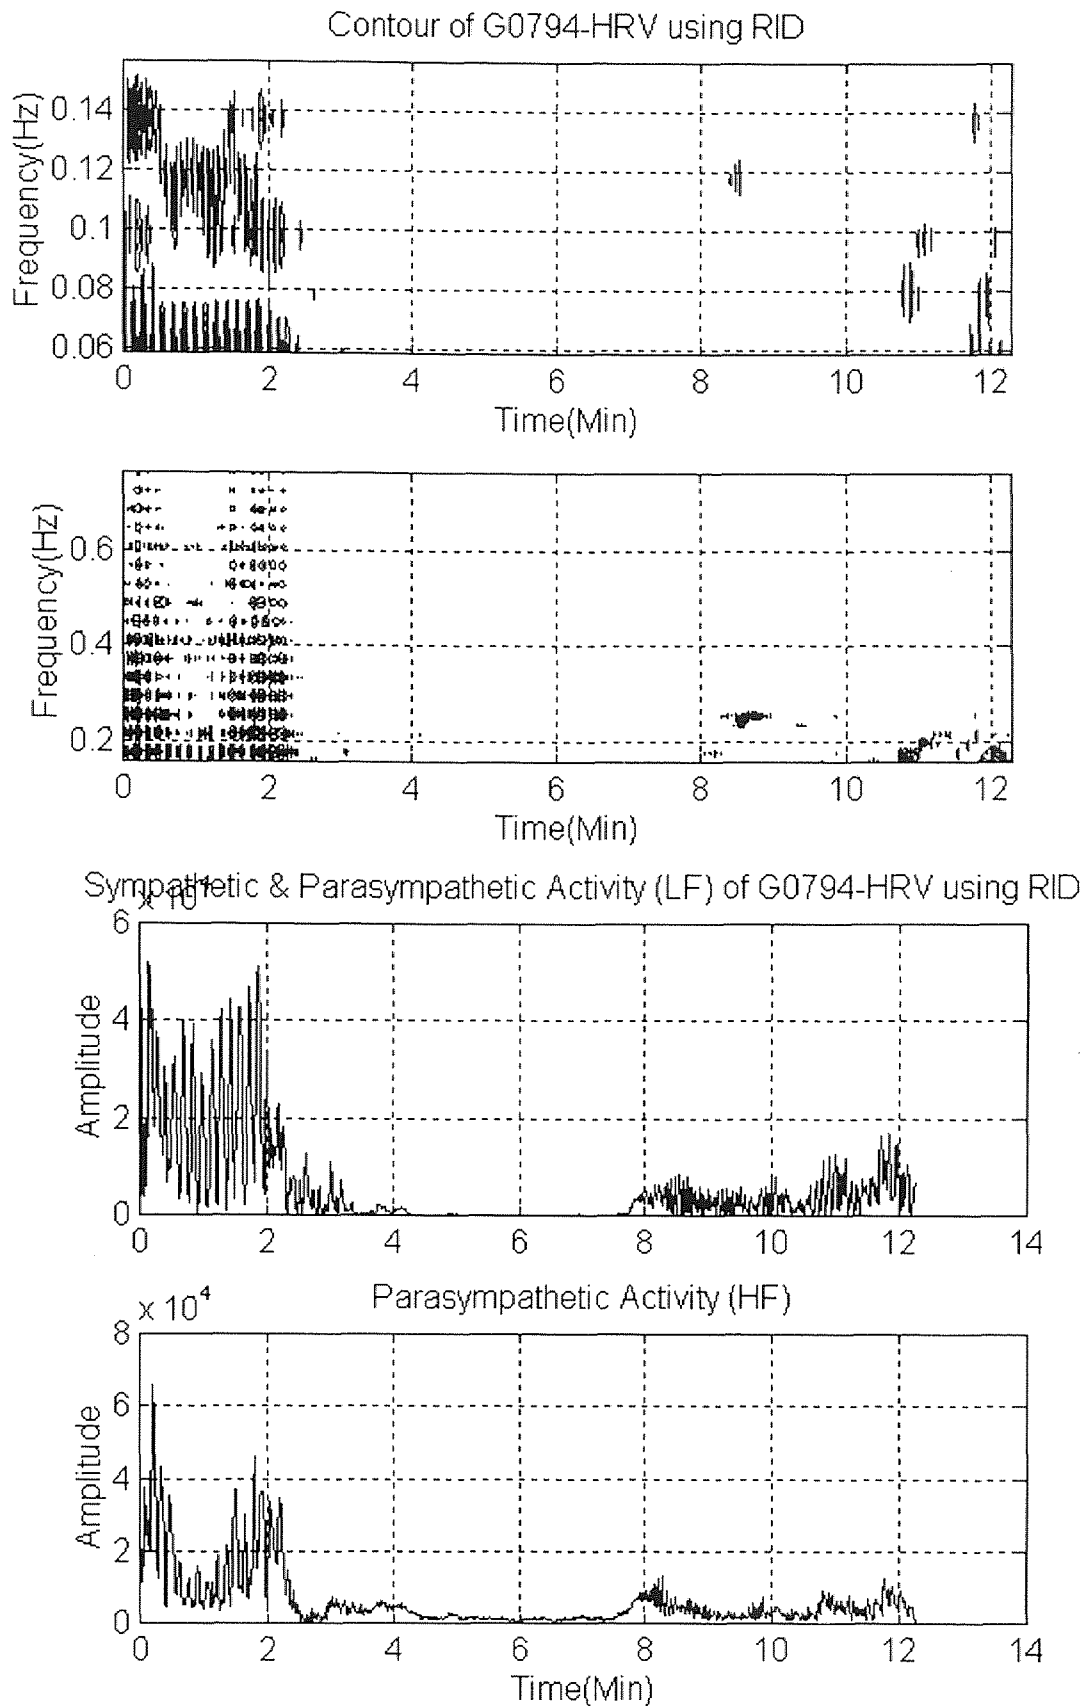 Contour of G0794-HRV using RID
Frequency(Hz)
0.14
0.12
0.1
0.08
0.06
0 2 4 6 8 10 12
Time(Min)
Frequency(Hz)
0.6
0.4
0.2
0 2 4 6 8 10 12
Time(Min)
Sympathetic & Parasympathetic Activity (LF) of G0794-HRV using RID
x 10^4
Amplitude
6
4
2
0
0 2 4 6 8 10 12 14
Parasympathetic Activity (HF)
x 10^4
Amplitude
8
6
4
2
0
0 2 4 6 8 10 12 14
Time(Min)